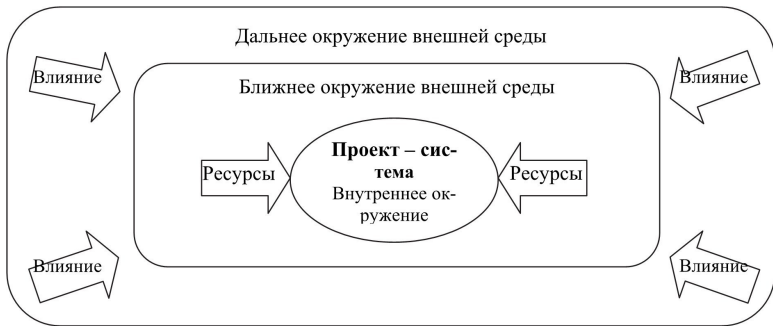 Дальнее окружение внешней среды
Влияние
Влияние
Ближнее окружение внешней среды
Проект – сис-
тема
Ресурсы
Ресурсы
Внутреннее ок-
ружение
Влияние
Влияние